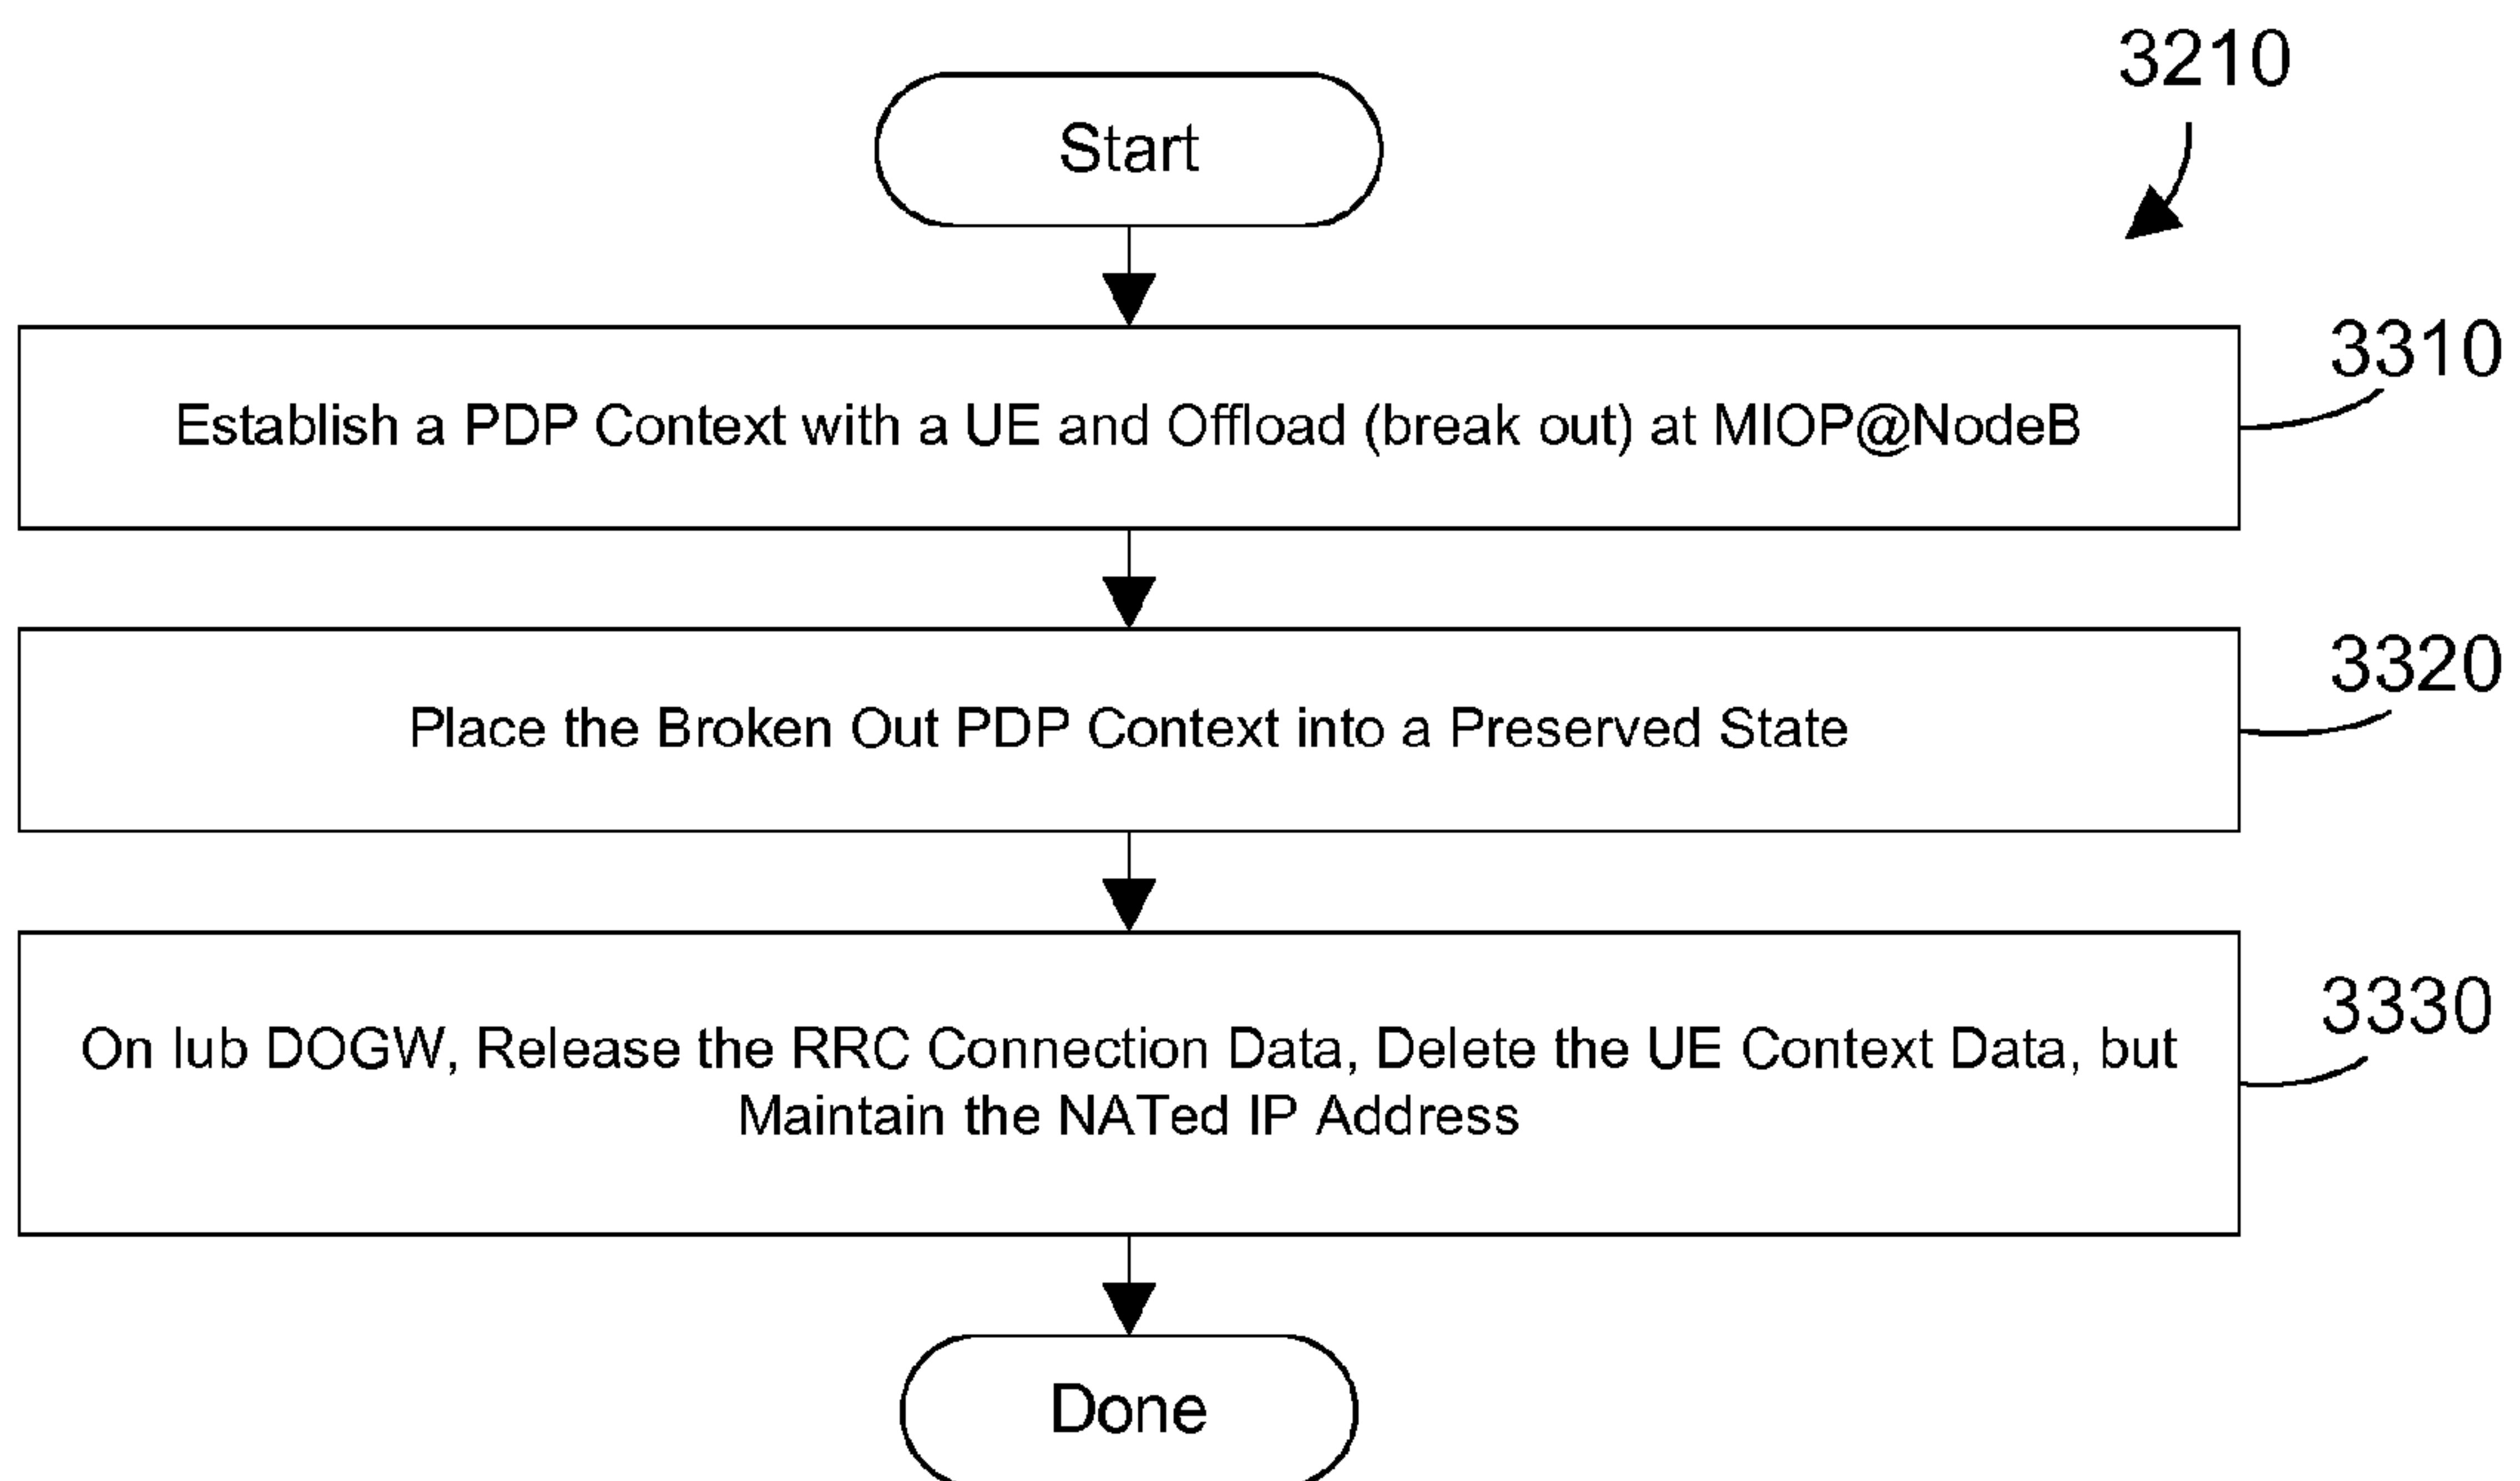 3210
Start
3310
Establish a PDP Context with a UE and Offload (break out) at MIOP@NodeB
3320
Place the Broken Out PDP Context into a Preserved State
3330
On Iub DOGW, Release the RRC Connection Data, Delete the UE Context Data, but
Maintain the NATed IP Address
Done